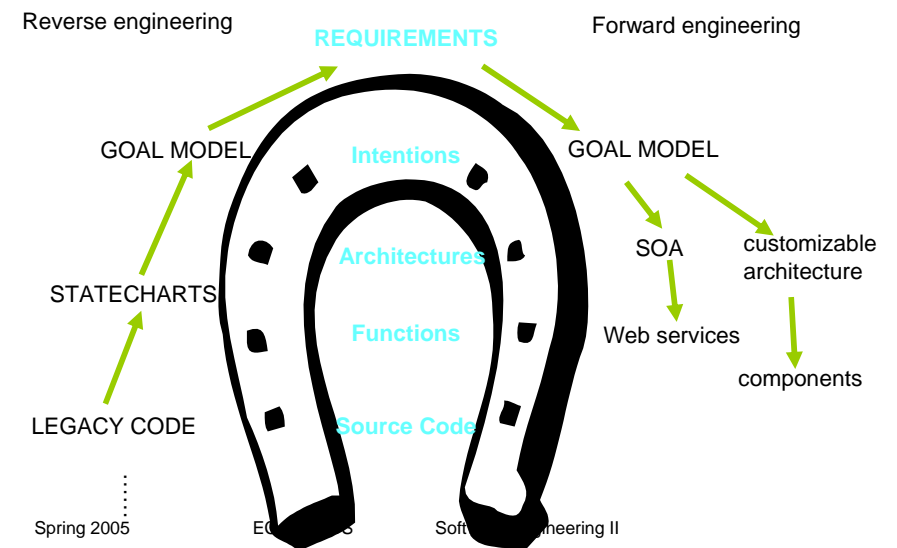 Reverse engineering
REQUIREMENTS
Forward engineering
GOAL MODEL
Intentions
GOAL MODEL
Architectures
SOA
customizable
architecture
STATECHARTS
Functions
Web services
components
LEGACY CODE
Source Code
Spring 2005
Engineering II